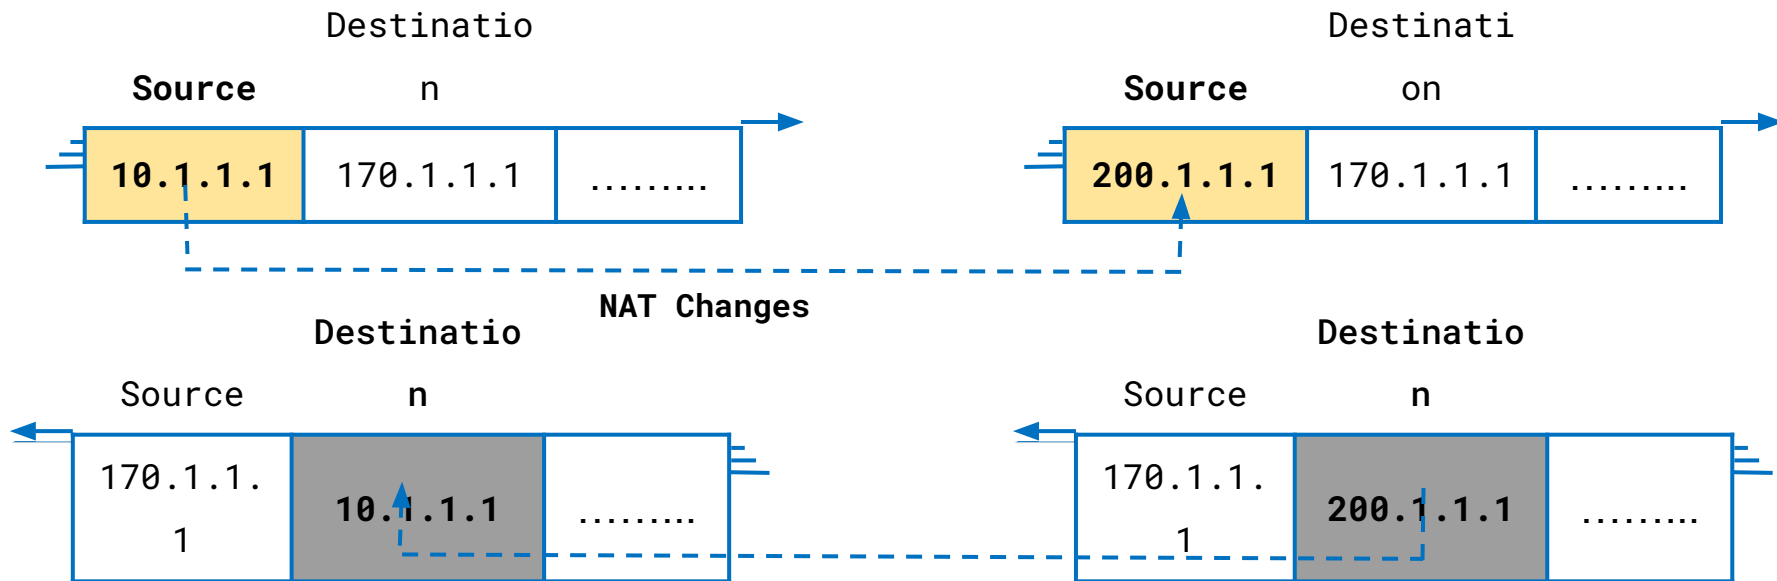 Destinatio
Source n
10.1.1.1 170.1.1.1 .........
Destinati
Source on
200.1.1.1 170.1.1.1 .........
NAT Changes
Destinatio
Source n
170.1.1.
1
10.1.1.1 .........
Destinatio
Source n
170.1.1.
1
200.1.1.1 .........